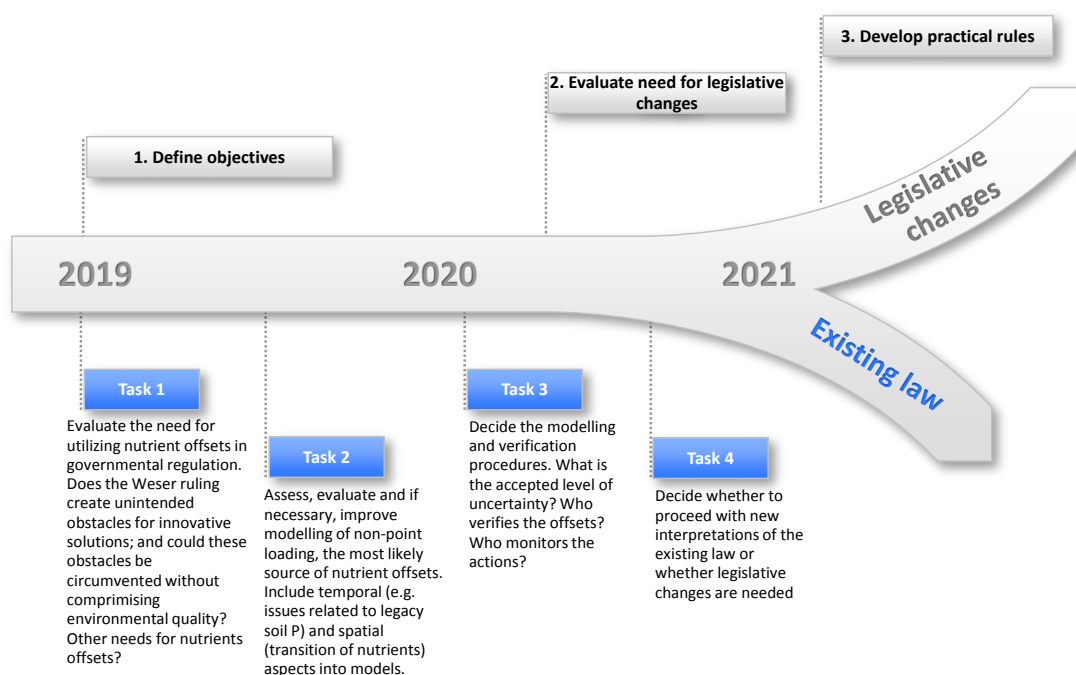 3. Develop practical rules
2. Evaluate need for legislative
changes
1. Define objectives
Legislative
changes
2019
2020
2021
Existing law
Task 1
Evaluate the need for
utilizing nutrient offsets in
governmental regulation.
Does the Weser ruling
create unintended
obstacles for innovative
solutions; and could these
obstacles be
circumvented without
comprimising
environmental quality?
Other needs for nutrients
offsets?
Task 2
Assess, evaluate and if
necessary, improve
modelling of non-point
loading, the most likely
source of nutrient offsets.
Include temporal (e.g.
issues related to legacy
soil P) and spatial
(transition of nutrients)
aspects into models.
Task 3
Decide the modelling
and verification
procedures. What is
the accepted level of
uncertainty? Who
verifies the offsets?
Who monitors the
actions?
Task 4
Decide whether to
proceed with new
interpretations of the
existing law or
whether legislative
changes are needed